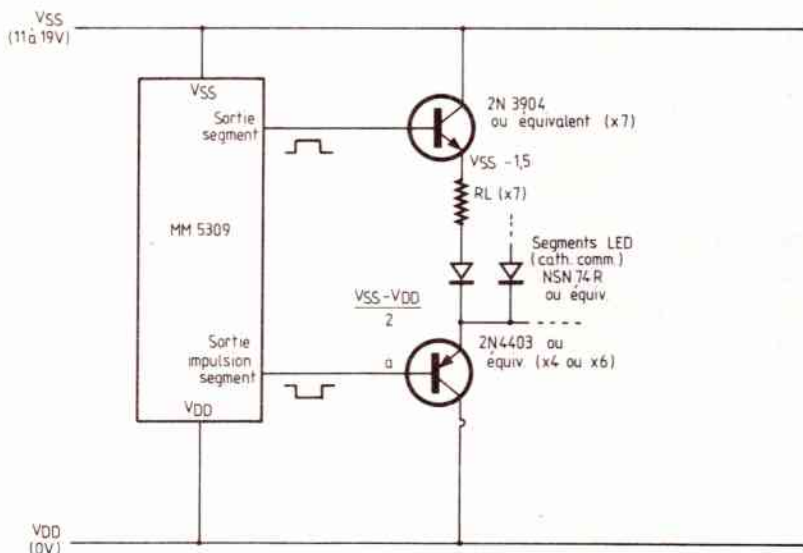 VSS
(11 à 19V)
VSS
Sortie
segment
2N 3904
ou équivalent (x7)
VSS -1,5
RL (x7)
MM 5309
Segments LED
(cath. comm.)
NSN 74 R
ou équiv.
VSS-VDD
2
Sortie
impulsion
segment
a
2N4403 ou
équiv. (x4 ou x6)
VDD
VDD
(0V)